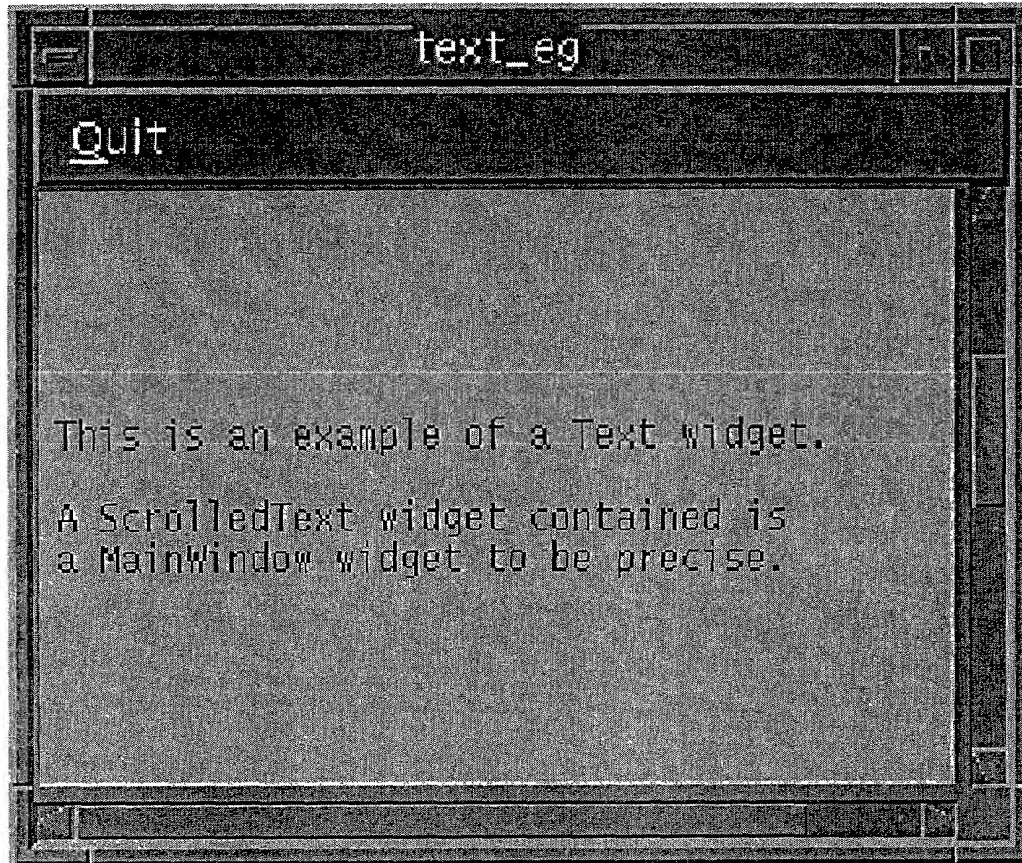 text_eg
Quit
This is an example of a Text widget.
A ScrolledText widget contained is
a MainWindow widget to be precise.